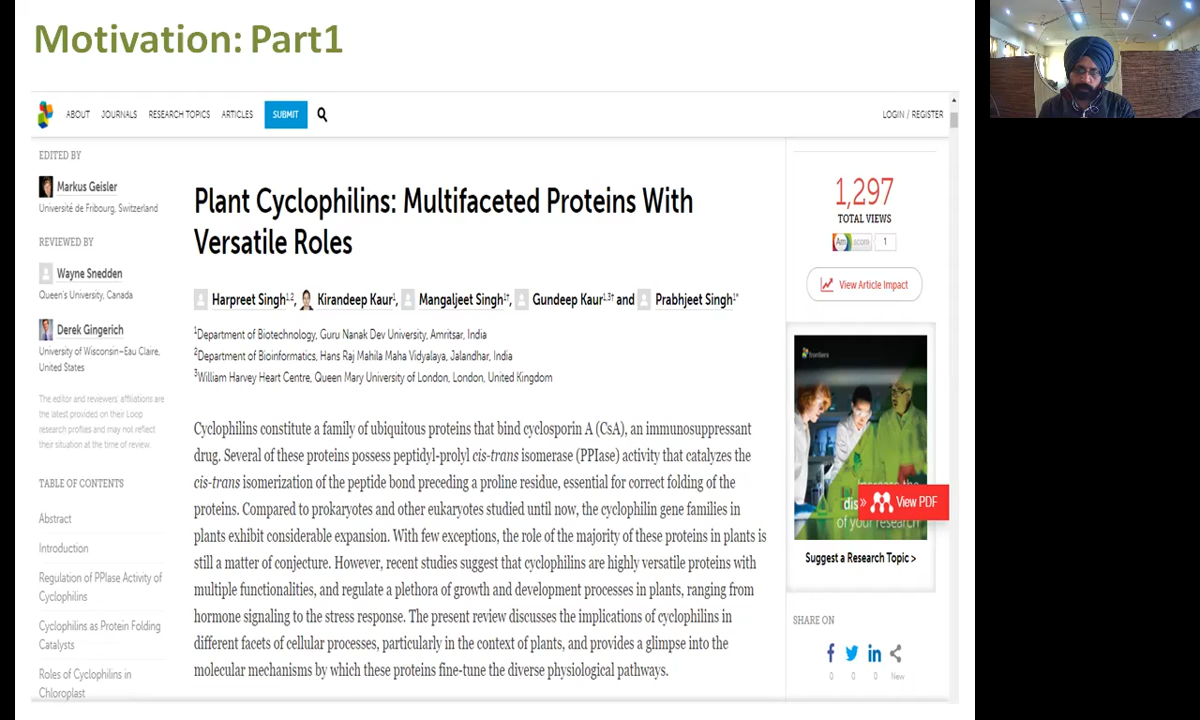 Motivation: Part1
ABOUT JOURNALS RESEARCH TOPICS ARTICLES SUBMIT LOGIN / REGISTER
EDITED BY
Markus Geisler
Université de Fribourg, Switzerland
REVIEWED BY
Wayne Snedden
Queen's University, Canada
Derek Gingerich
University of Wisconsin–Eau Claire,
United States
The editor and reviewers' affiliations are
the latest provided on their Loop
research profiles and may not reflect
their situation at the time of review.
TABLE OF CONTENTS
Abstract
Introduction
Regulation of PPIase Activity of
Cyclophilins
Cyclophilins as Protein Folding
Catalysts
Roles of Cyclophilins in
Chloroplast
Plant Cyclophilins: Multifaceted Proteins With
Versatile Roles
Harpreet Singh1,2, Kirandeep Kaur1, Mangaljeet Singh1†, Gundeep Kaur1,3† and Prabhjeet Singh1*
1Department of Biotechnology, Guru Nanak Dev University, Amritsar, India
2Department of Bioinformatics, Hans Raj Mahila Maha Vidyalaya, Jalandhar, India
3William Harvey Heart Centre, Queen Mary University of London, London, United Kingdom
Cyclophilins constitute a family of ubiquitous proteins that bind cyclosporin A (CsA), an immunosuppressant
drug. Several of these proteins possess peptidyl-prolyl cis-trans isomerase (PPIase) activity that catalyzes the
cis-trans isomerization of the peptide bond preceding a proline residue, essential for correct folding of the
proteins. Compared to prokaryotes and other eukaryotes studied until now, the cyclophilin gene families in
plants exhibit considerable expansion. With few exceptions, the role of the majority of these proteins in plants is
still a matter of conjecture. However, recent studies suggest that cyclophilins are highly versatile proteins with
multiple functionalities, and regulate a plethora of growth and development processes in plants, ranging from
hormone signaling to the stress response. The present review discusses the implications of cyclophilins in
different facets of cellular processes, particularly in the context of plants, and provides a glimpse into the
molecular mechanisms by which these proteins fine-tune the diverse physiological pathways.
1,297
TOTAL VIEWS
Am score 1
View Article Impact
frontiers
dis » View PDF
of your research
Suggest a Research Topic >
SHARE ON
0 0 0 New